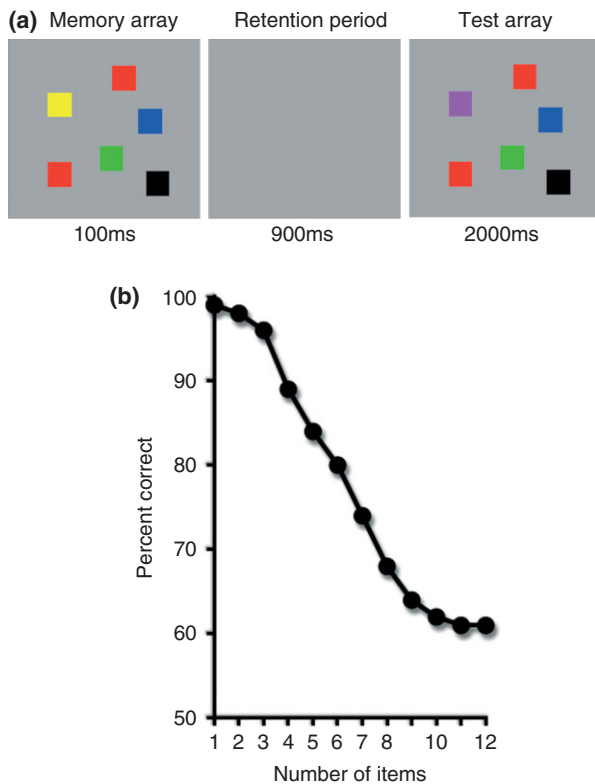 (a) Memory array Retention period Test array
100ms 900ms 2000ms
(b)
100
90
80
70
60
50
Percent correct
1 2 3 4 5 6 7 8 10 12
Number of items